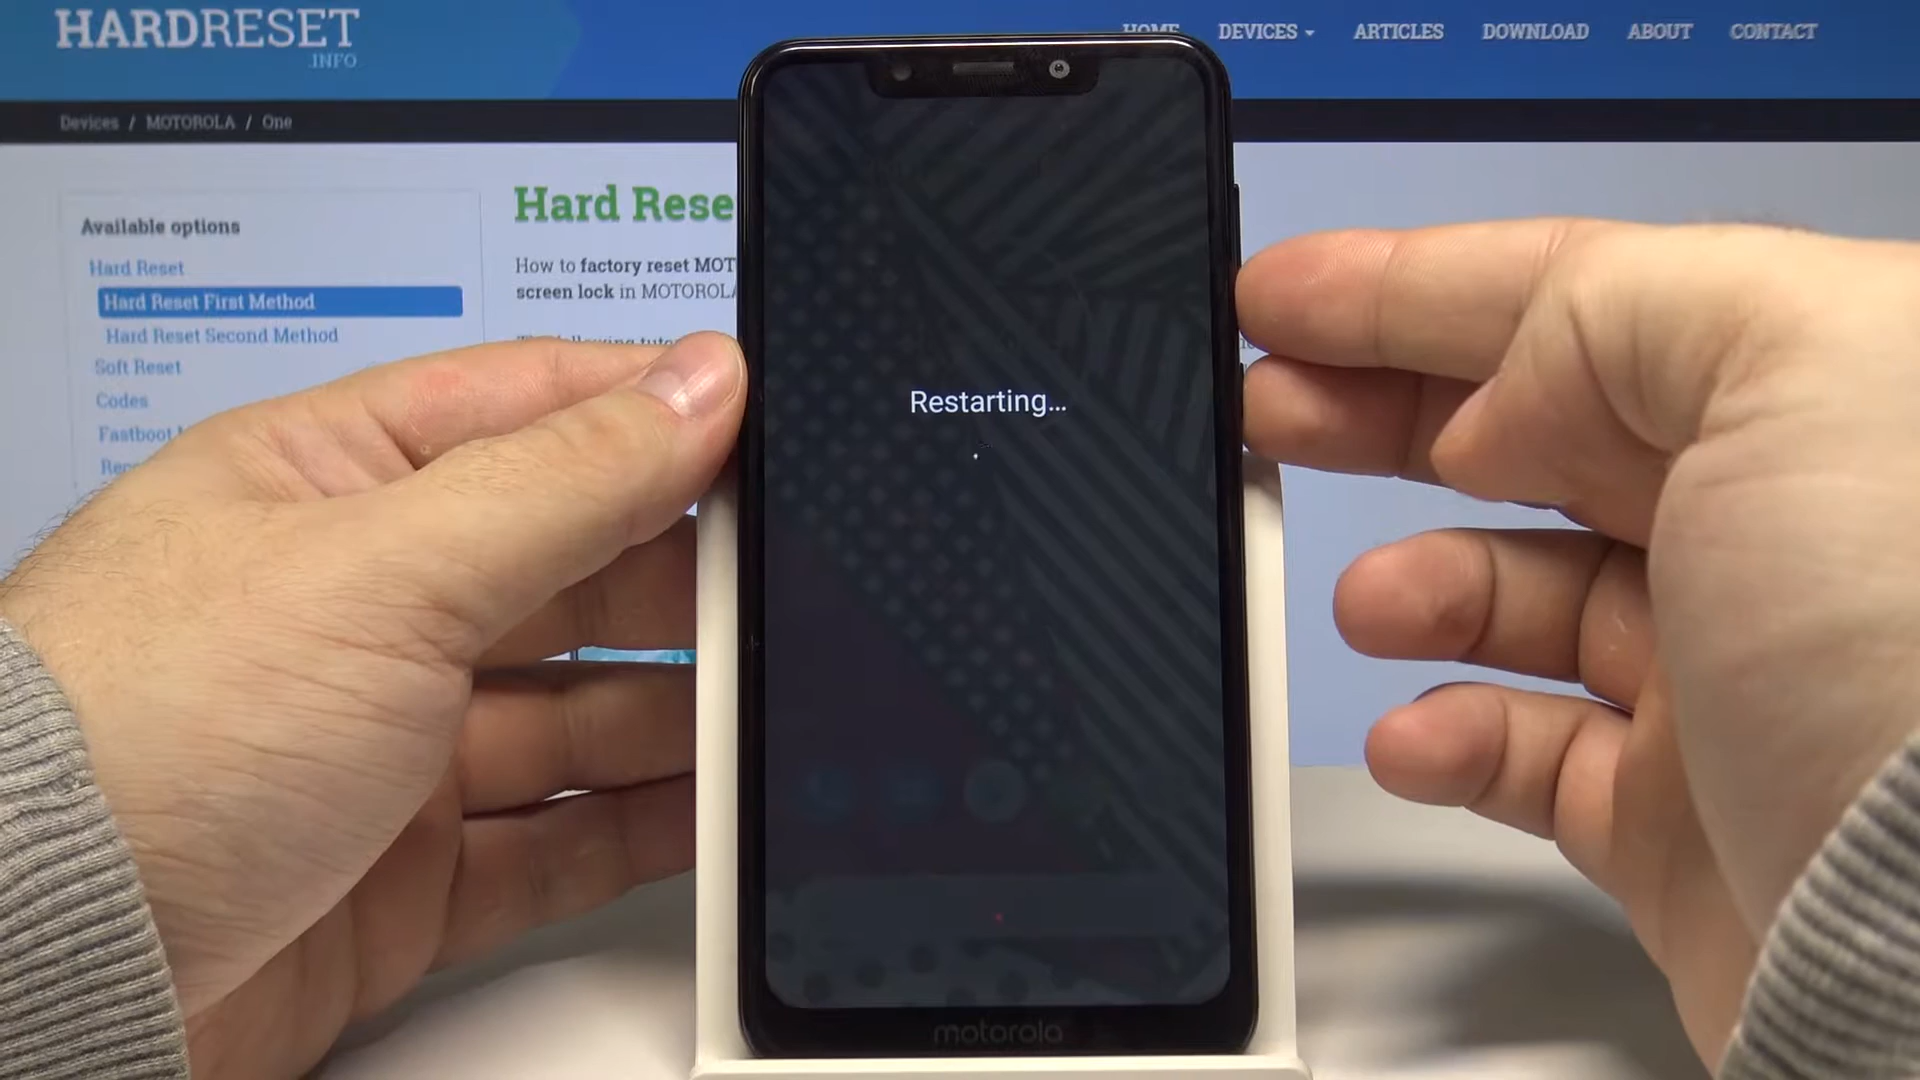 HARDRESET
.INFO
HOME DEVICES ARTICLES DOWNLOAD ABOUT CONTACT
Devices / MOTOROLA / One
Available options
Hard Reset
Hard Reset First Method
Hard Reset Second Method
Soft Reset
Codes
Fastboot
Hard Rese
How to factory reset MOT
screen lock in MOTOROLA
Restarting...
motorola